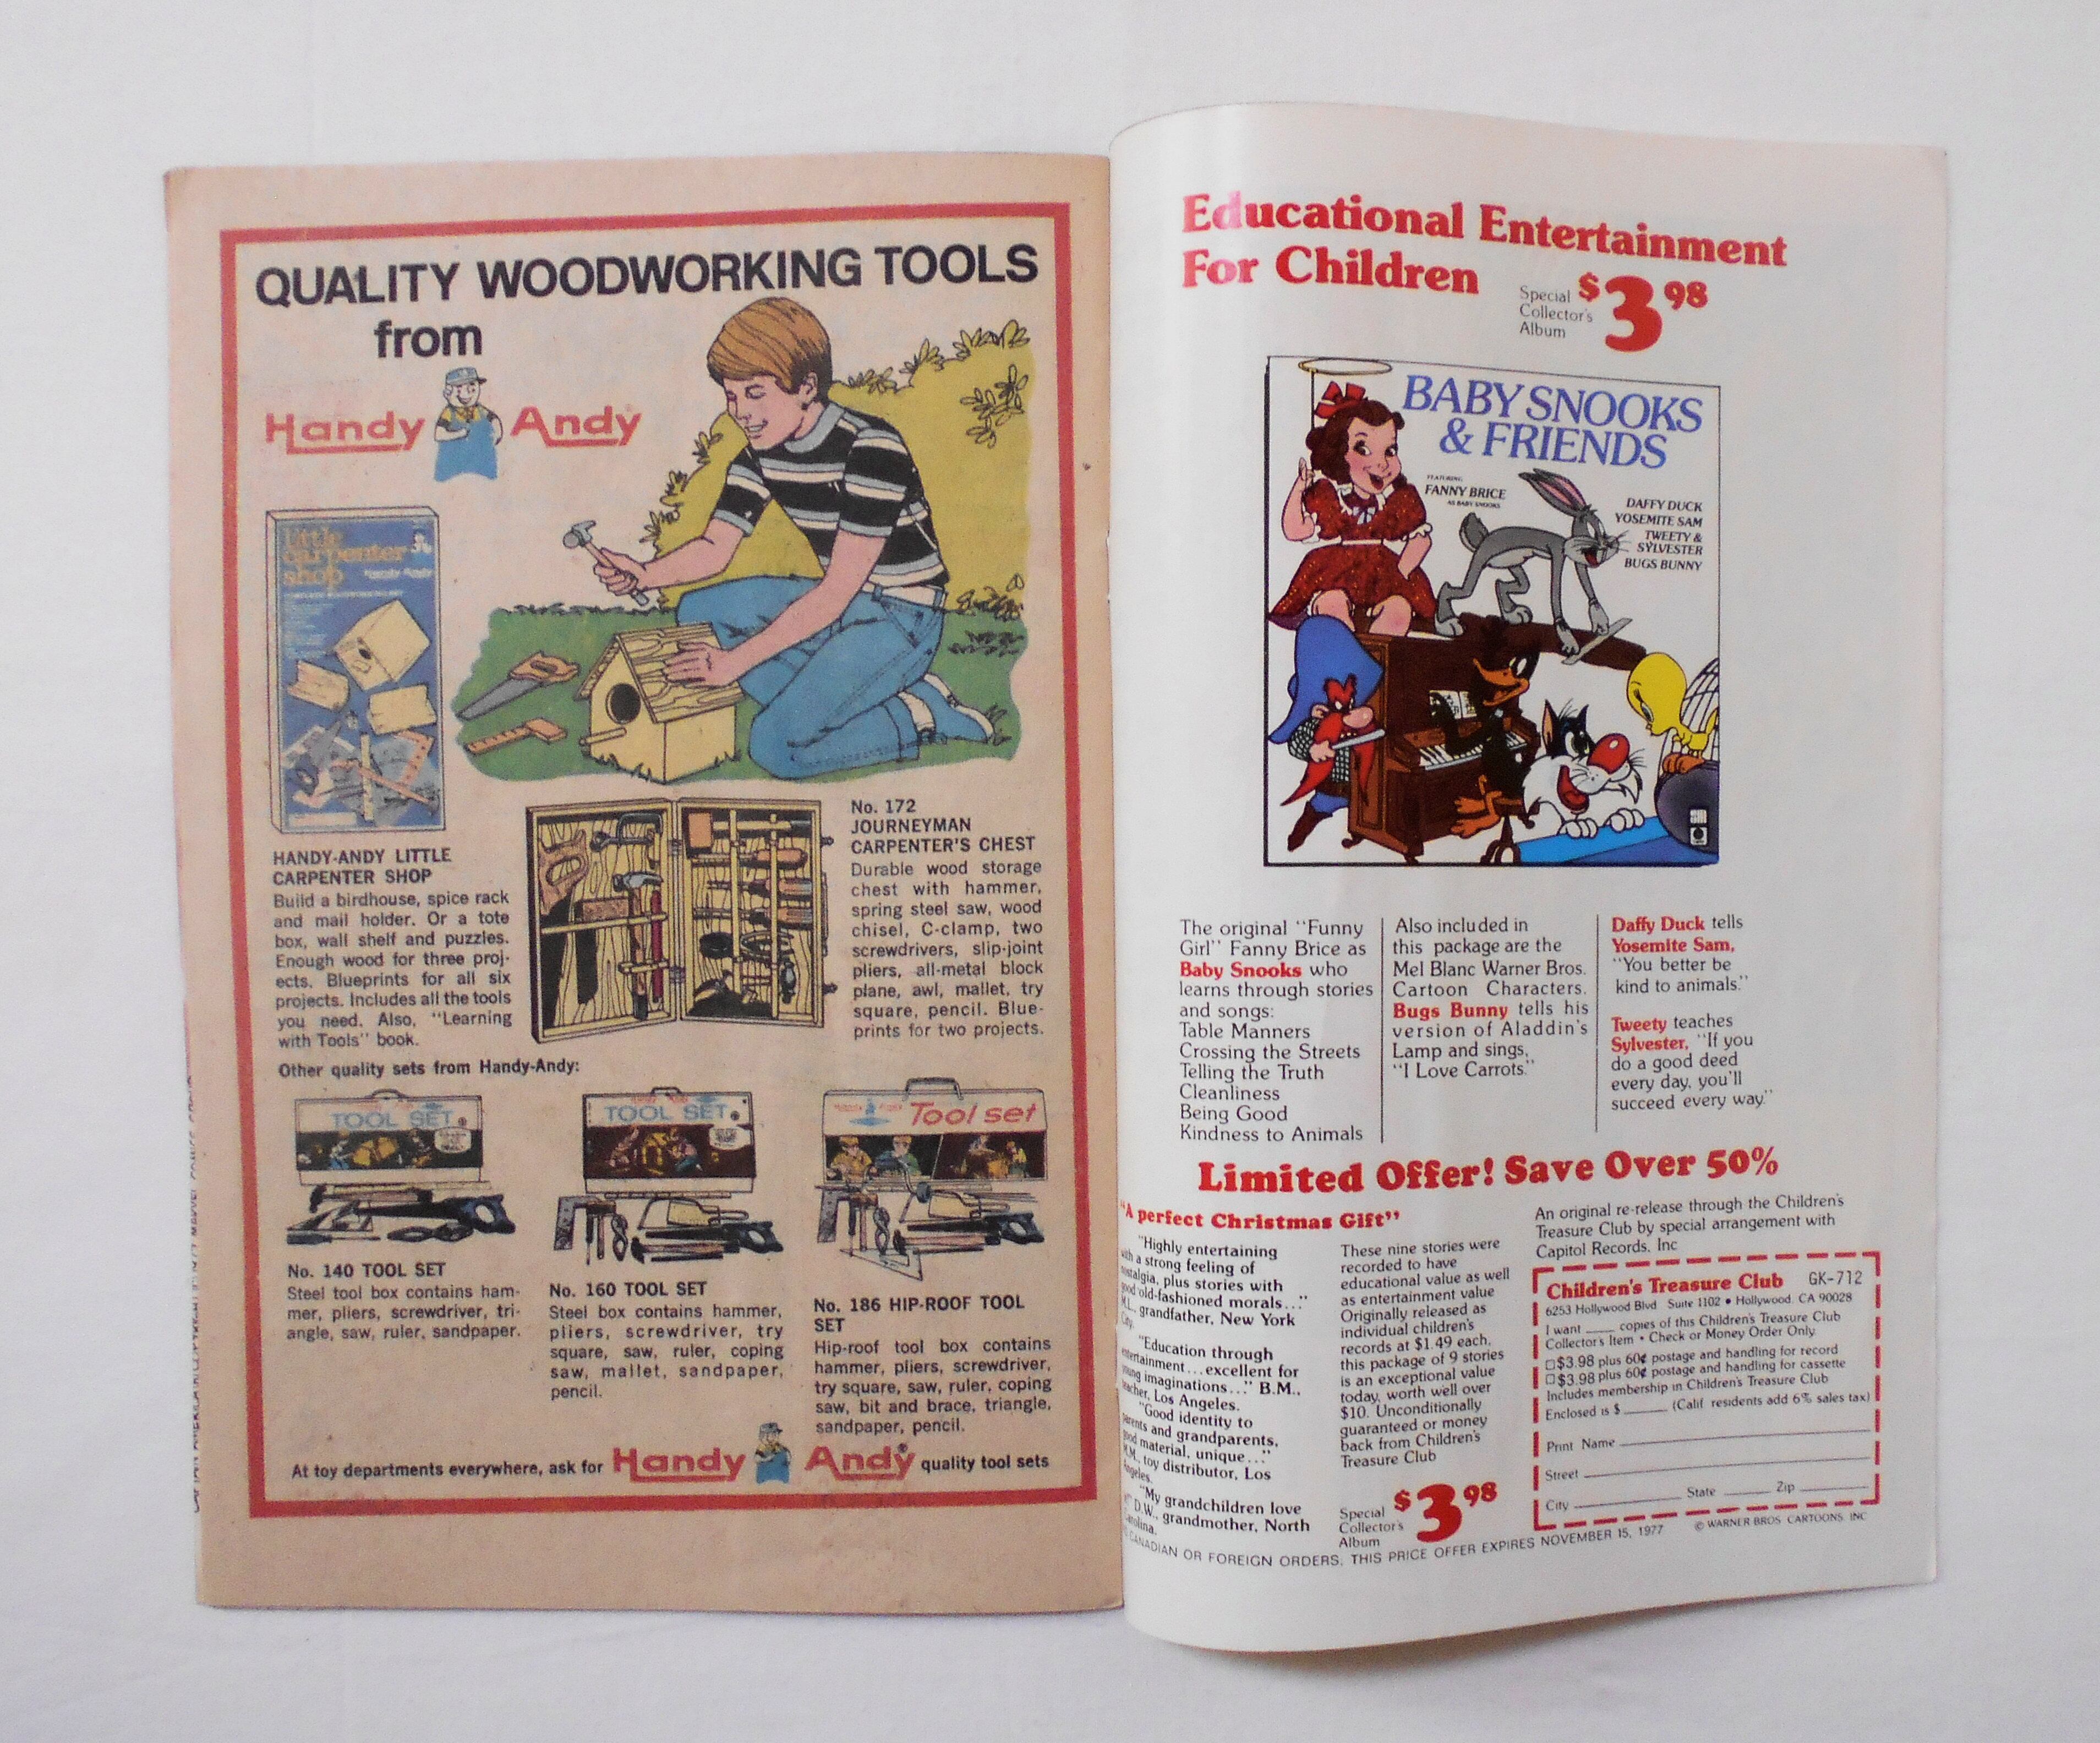 QUALITY WOODWORKING TOOLS
from
Handy Andy
Little
carpenter
shop
HANDY-ANDY LITTLE
CARPENTER SHOP
Build a birdhouse, spice rack
and mail holder. Or a tote
box, wall shelf and puzzles.
Enough wood for three proj-
ects. Blueprints for all six
projects. Includes all the tools
you need. Also, "Learning
with Tools" book.
No. 172
JOURNEYMAN
CARPENTER'S CHEST
Durable wood storage
chest with hammer,
spring steel saw, wood
chisel, C-clamp, two
screwdrivers, slip-joint
pliers, all-metal block
plane, awl, mallet, try
square, pencil. Blue-
prints for two projects.
Other quality sets from Handy-Andy:
TOOL SET
TOOL SET
Tool set
No. 140 TOOL SET
Steel tool box contains ham-
mer, pliers, screwdriver, tri-
angle, saw, ruler, sandpaper.
No. 160 TOOL SET
Steel box contains hammer,
pliers, screwdriver, try
square, saw, ruler, coping
saw, mallet, sandpaper,
pencil.
No. 186 HIP-ROOF TOOL
SET
Hip-roof tool box contains
hammer, pliers, screwdriver,
try square, saw, ruler, coping
saw, bit and brace, triangle,
sandpaper, pencil.
At toy departments everywhere, ask for Handy Andy quality tool sets
Educational Entertainment
For Children
Special
Collector's
Album
$3.98
BABY SNOOKS
& FRIENDS
FEATURING
FANNY BRICE
AS BABY SNOOKS
DAFFY DUCK
YOSEMITE SAM
TWEETY &
SYLVESTER
BUGS BUNNY
The original "Funny
Girl" Fanny Brice as
Baby Snooks who
learns through stories
and songs:
Table Manners
Crossing the Streets
Telling the Truth
Cleanliness
Being Good
Kindness to Animals
Also included in
this package are the
Mel Blanc Warner Bros.
Cartoon Characters.
Bugs Bunny tells his
version of Aladdin's
Lamp and sings,
"I Love Carrots."
Daffy Duck tells
Yosemite Sam,
"You better be
kind to animals."
Tweety teaches
Sylvester, "If you
do a good deed
every day, you'll
succeed every way."
Limited Offer! Save Over 50%
"A perfect Christmas Gift"
"Highly entertaining
with a strong feeling of
nostalgia, plus stories with
good old-fashioned morals..."
M.L., grandfather, New York
City.
"Education through
entertainment...excellent for
young imaginations..." B.M.,
teacher, Los Angeles.
"Good identity to
parents and grandparents,
good material, unique..."
M.M., toy distributor, Los
Angeles.
"My grandchildren love
D.W., grandmother, North
Carolina.
These nine stories were
recorded to have
educational value as well
as entertainment value
Originally released as
individual children's
records at $1.49 each,
this package of 9 stories
is an exceptional value
today, worth well over
$10. Unconditionally
guaranteed or money
back from Children's
Treasure Club
Special
Collector's
Album
$3.98
An original re-release through the Children's
Treasure Club by special arrangement with
Capitol Records, Inc
Children's Treasure Club GK-712
6253 Hollywood Blvd Suite 1102 • Hollywood, CA 90028
I want ____ copies of this Children's Treasure Club
Collector's Item • Check or Money Order Only
□ $3.98 plus 60¢ postage and handling for record
□ $3.98 plus 60¢ postage and handling for cassette
Includes membership in Children's Treasure Club
Enclosed is $ ____ (Calif residents add 6% sales tax)
Print Name
Street
City State Zip
CANADIAN OR FOREIGN ORDERS. THIS PRICE OFFER EXPIRES NOVEMBER 15, 1977
© WARNER BROS CARTOONS INC